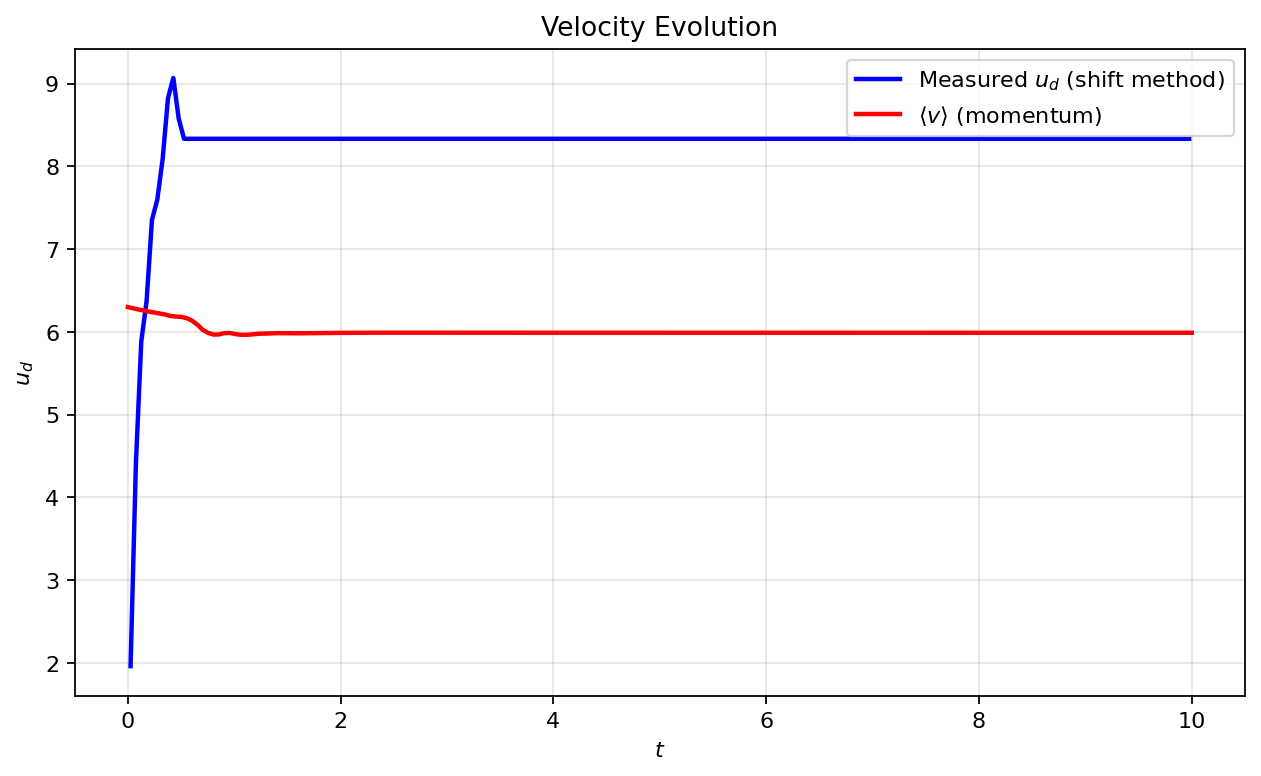 Velocity Evolution
Measured u_d (shift method)
⟨v⟩ (momentum)
u_d
9
8
7
6
5
4
3
2
0 2 4 6 8 10
t